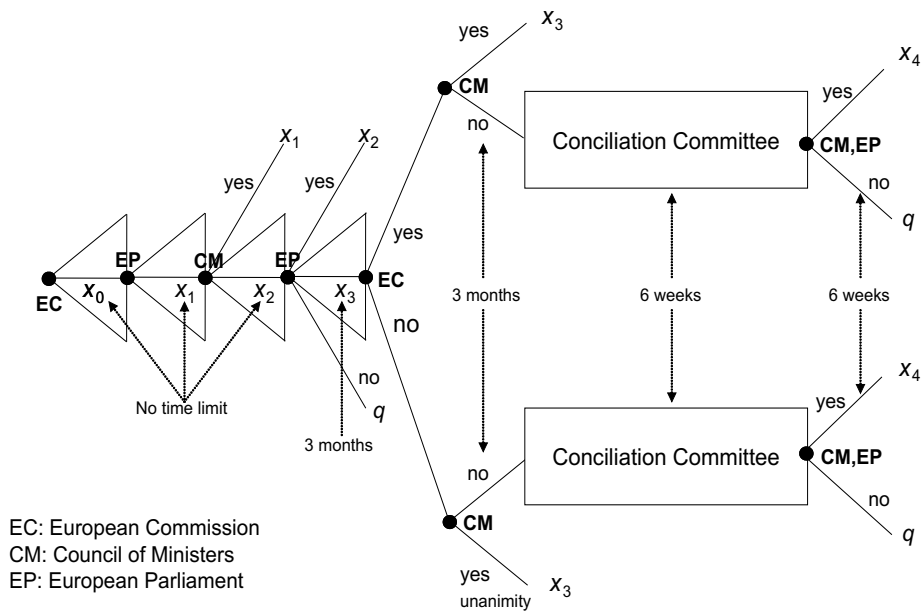 yes
x3
CM
no
Conciliation Committee
yes
x4
CM,EP
no
q
x1
x2
yes
yes
yes
EP
CM
EP
EC
EC
x0
x1
x2
x3
no
3 months
6 weeks
6 weeks
No time limit
no
q
3 months
yes
x4
no
Conciliation Committee
CM,EP
CM
no
q
yes
unanimity
x3
EC: European Commission
CM: Council of Ministers
EP: European Parliament